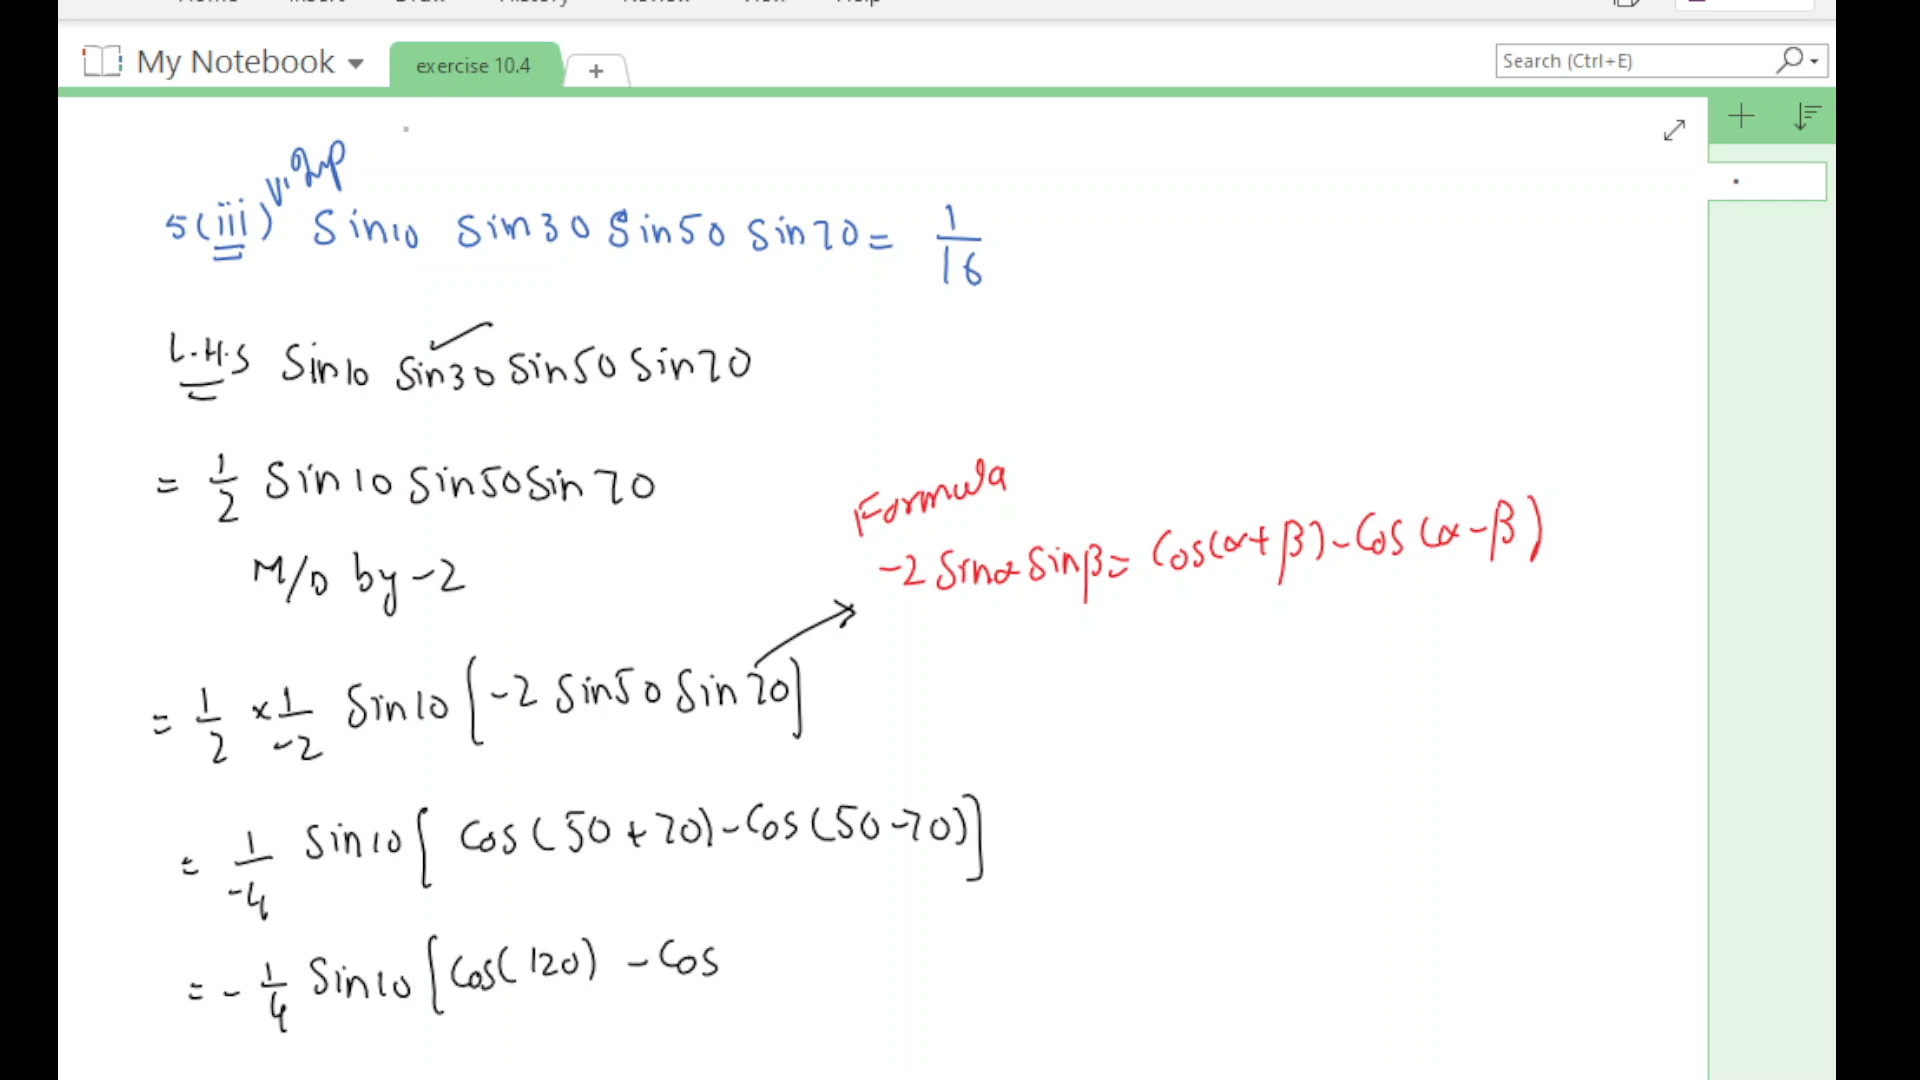 My Notebook
exercise 10.4
+
Search (Ctrl+E)
5(iii) V.Imp Sin10 Sin30 Sin50 Sin70 = 1/16
L.H.S Sin10 Sin30 Sin50 Sin70
= 1/2 Sin10 Sin50 Sin70
M/D by -2
Formula
-2 Sinα Sinβ = Cos(α+β) - Cos(α-β)
= 1/2 × 1/-2 Sin10 [-2 Sin50 Sin70]
= 1/-4 Sin10 [Cos(50+70) - Cos(50-70)]
= -1/4 Sin10 [Cos(120) - Cos